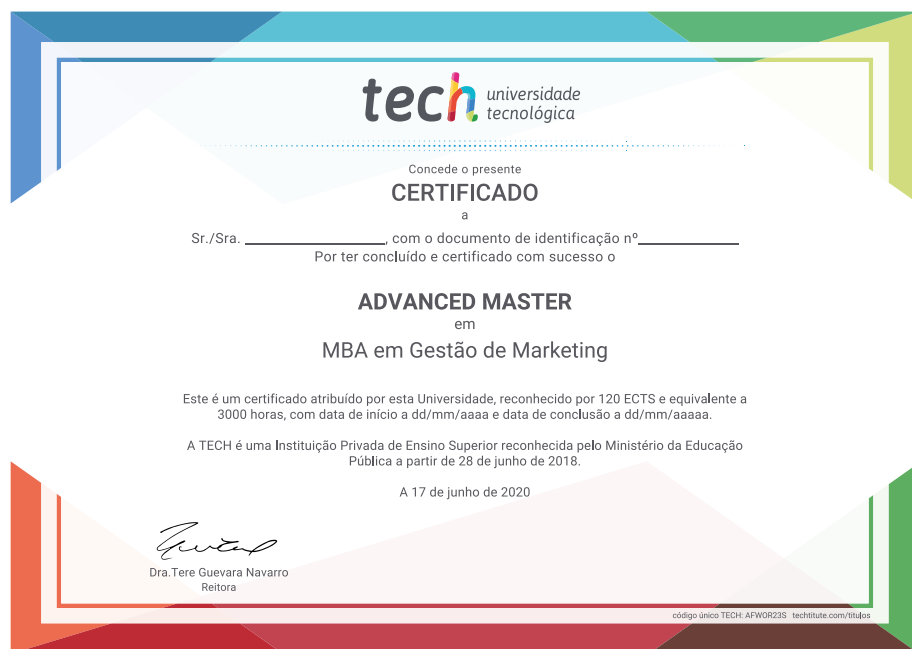 tech universidade
tecnológica
Concede o presente
CERTIFICADO
a
Sr./Sra. ________________, com o documento de identificação nº____________
Por ter concluído e certificado com sucesso o
ADVANCED MASTER
em
MBA em Gestão de Marketing
Este é um certificado atribuído por esta Universidade, reconhecido por 120 ECTS e equivalente a
3000 horas, com data de início a dd/mm/aaaa e data de conclusão a dd/mm/aaaaa.
A TECH é uma Instituição Privada de Ensino Superior reconhecida pelo Ministério da Educação
Pública a partir de 28 de junho de 2018.
A 17 de junho de 2020
Dra.Tere Guevara Navarro
Reitora
código único TECH: AFWOR23S techtitute.com/titulos